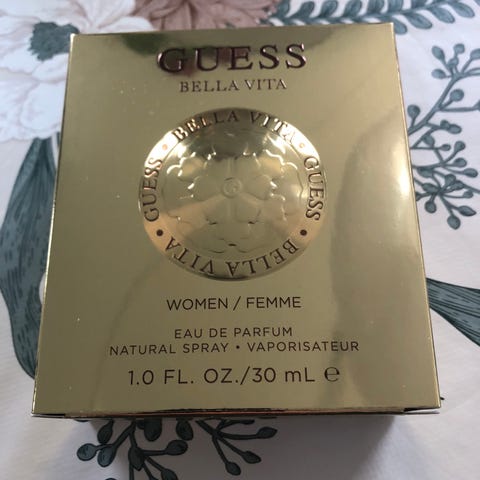 GUESS
BELLA VITA
GUESS • BELLA VITA • GUESS • BELLA VITA •
G
WOMEN / FEMME
EAU DE PARFUM
NATURAL SPRAY • VAPORISATEUR
1.0 FL. OZ./30 mL ℮